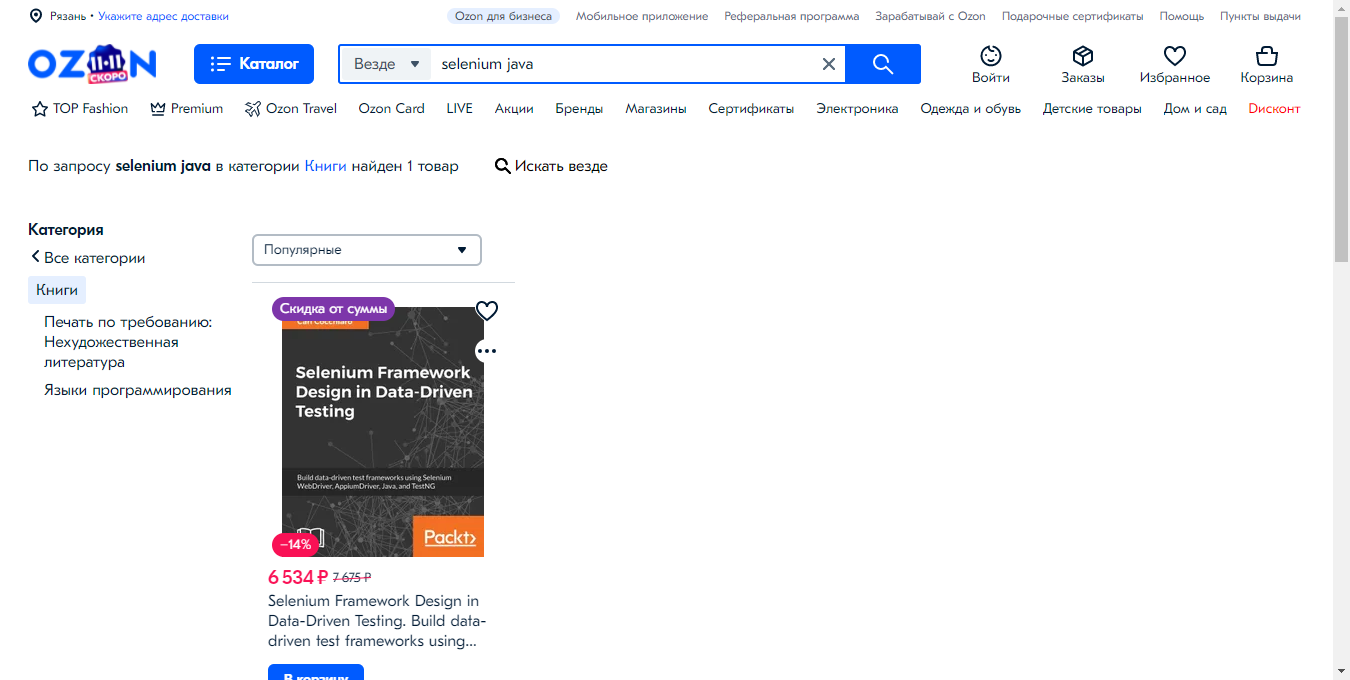 Рязань • Укажите адрес доставки
Ozon для бизнеса Мобильное приложение Реферальная программа Зарабатывай с Ozon Подарочные сертификаты Помощь Пункты выдачи
OZON 11•11 СКОРО
Каталог
Везде selenium java
Войти Заказы Избранное Корзина
TOP Fashion Premium Ozon Travel Ozon Card LIVE Акции Бренды Магазины Сертификаты Электроника Одежда и обувь Детские товары Дом и сад Дисконт
По запросу selenium java в категории Книги найден 1 товар Искать везде
Категория
Все категории
Книги
Печать по требованию:
Нехудожественная
литература
Языки программирования
Популярные
Скидка от суммы
Carl Cocchiaro
Selenium Framework
Design in Data-Driven
Testing
Build data-driven test frameworks using Selenium
WebDriver, AppiumDriver, Java, and TestNG
Packt>
−14%
6 534 ₽ 7 675 ₽
Selenium Framework Design in
Data-Driven Testing. Build data-
driven test frameworks using...
В корзину